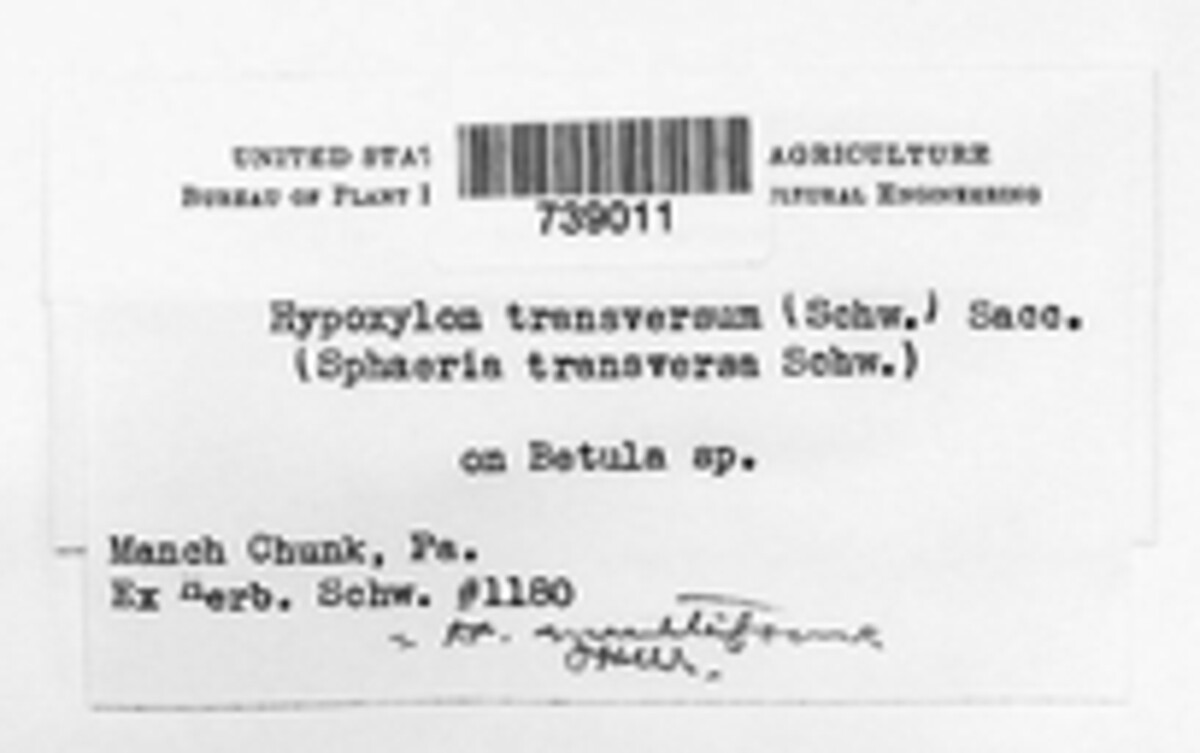 UNITED STAT AGRICULTURE
BUREAU OF PLANT I LTURAL ENGINEERING
739011
Hypoxylon transversum (Schw.) Sacc.
(Sphaeria transversa Schw.)
on Betula sp.
Manch Chunk, Pa.
Ex Herb. Schw. #1180
= H.